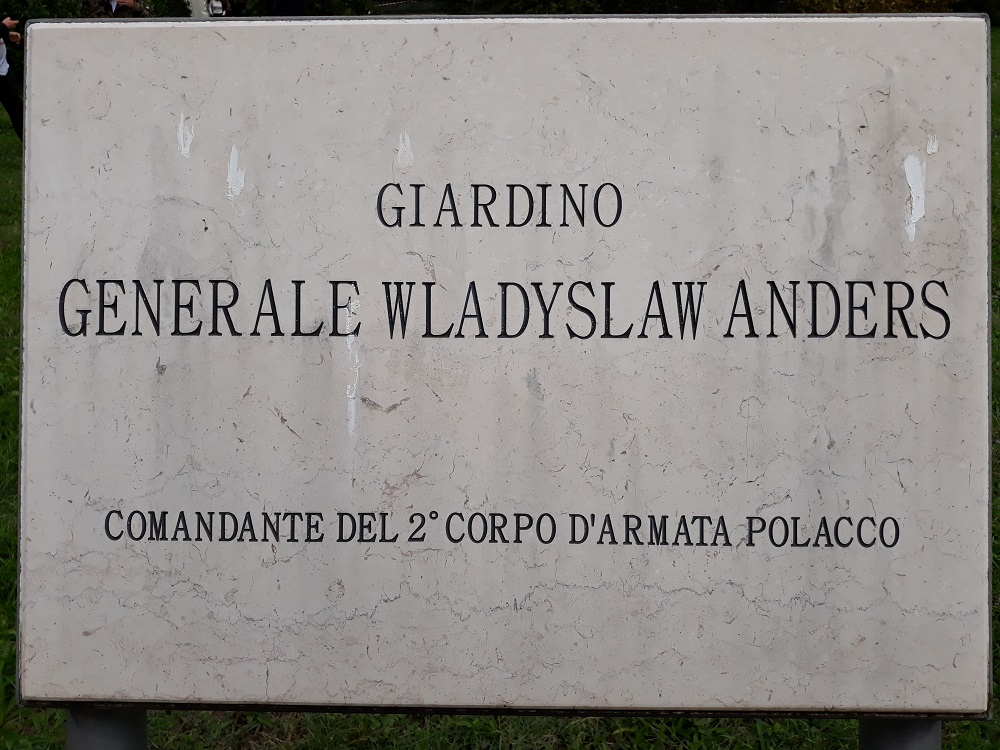 GIARDINO
GENERALE WLADYSLAW ANDERS
COMANDANTE DEL 2° CORPO D'ARMATA POLACCO